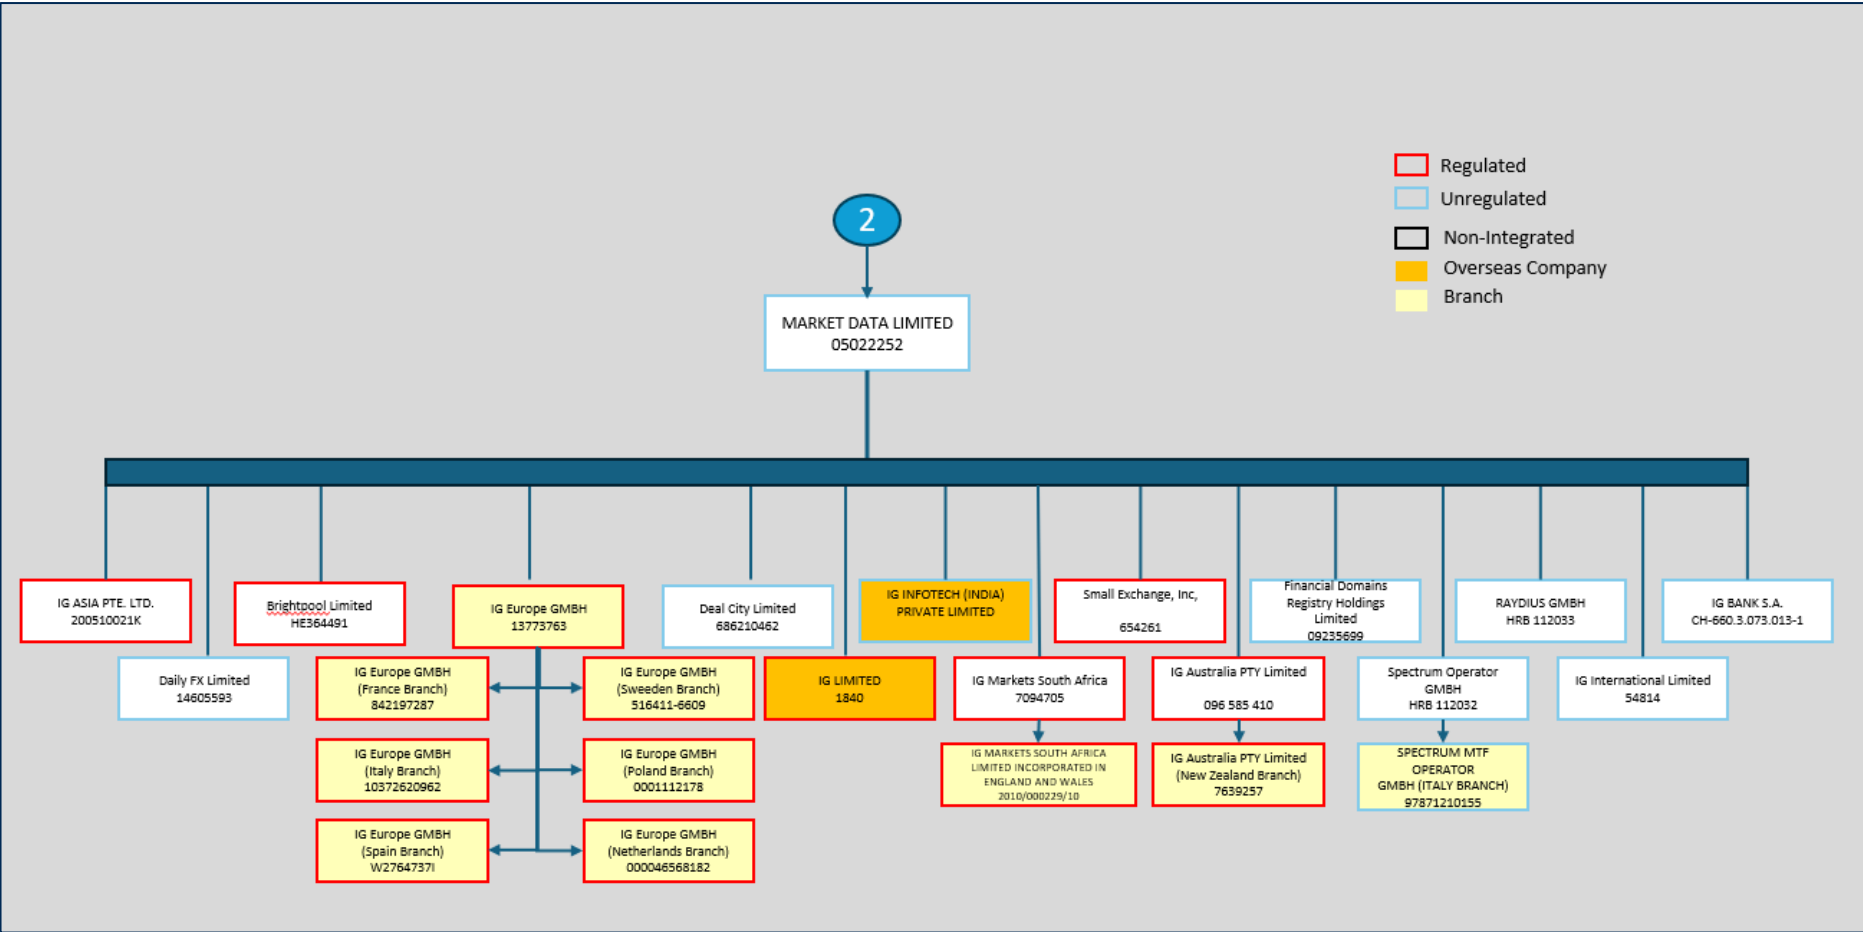 Regulated
Unregulated
Non-Integrated
Overseas Company
Branch
2
MARKET DATA LIMITED
05022252
IG ASIA PTE. LTD.
200510021K
Daily FX Limited
14605593
Brightpool Limited
HE364491
IG Europe GMBH
13773763
IG Europe GMBH
(France Branch)
842197287
IG Europe GMBH
(Sweeden Branch)
516411-6609
IG Europe GMBH
(Italy Branch)
10372620962
IG Europe GMBH
(Poland Branch)
0001112178
IG Europe GMBH
(Spain Branch)
W2764737I
IG Europe GMBH
(Netherlands Branch)
000046568182
Deal City Limited
686210462
IG LIMITED
1840
IG INFOTECH (INDIA)
PRIVATE LIMITED
IG Markets South Africa
7094705
IG MARKETS SOUTH AFRICA
LIMITED INCORPORATED IN
ENGLAND AND WALES
2010/000229/10
Small Exchange, Inc,
654261
IG Australia PTY Limited
096 585 410
IG Australia PTY Limited
(New Zealand Branch)
7639257
Financial Domains
Registry Holdings
Limited
09235699
Spectrum Operator
GMBH
HRB 112032
SPECTRUM MTF
OPERATOR
GMBH (ITALY BRANCH)
97871210155
RAYDIUS GMBH
HRB 112033
IG International Limited
54814
IG BANK S.A.
CH-660.3.073.013-1